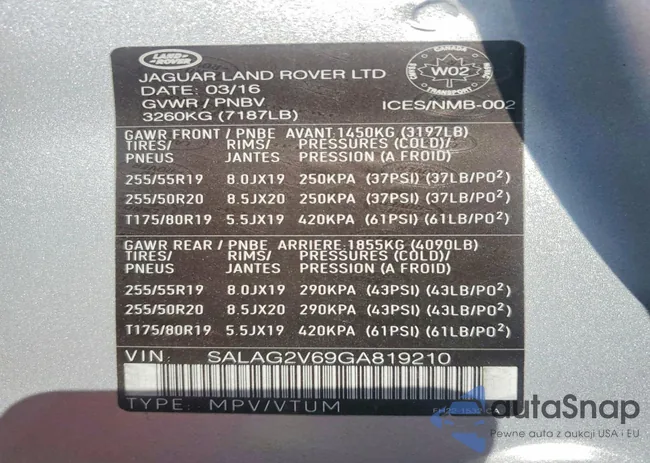 LAND ROVER
JAGUAR LAND ROVER LTD
DATE: 03/16
GVWR / PNBV
3260KG (7187LB)
CANADA
W02
TRANSPORT
ICES/NMB-002
GAWR FRONT / PNBE AVANT 1450KG (3197LB)
TIRES/ RIMS/ PRESSURES (COLD)/
PNEUS JANTES PRESSION (A FROID)
255/55R19 8.0JX19 250KPA (37PSI) (37LB/PO²)
255/50R20 8.5JX20 250KPA (37PSI) (37LB/PO²)
T175/80R19 5.5JX19 420KPA (61PSI) (61LB/PO²)
GAWR REAR / PNBE ARRIERE 1855KG (4090LB)
TIRES/ RIMS/ PRESSURES (COLD)/
PNEUS JANTES PRESSION (A FROID)
255/55R19 8.0JX19 290KPA (43PSI) (43LB/PO²)
255/50R20 8.5JX20 290KPA (43PSI) (43LB/PO²)
T175/80R19 5.5JX19 420KPA (61PSI) (61LB/PO²)
VIN: SALAG2V69GA819210
TYPE: MPV/VTUM
autaSnap
Pewne auta z aukcji USA i EU